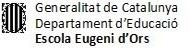 Generalitat de Catalunya
Departament d'Educació
Escola Eugeni d'Ors